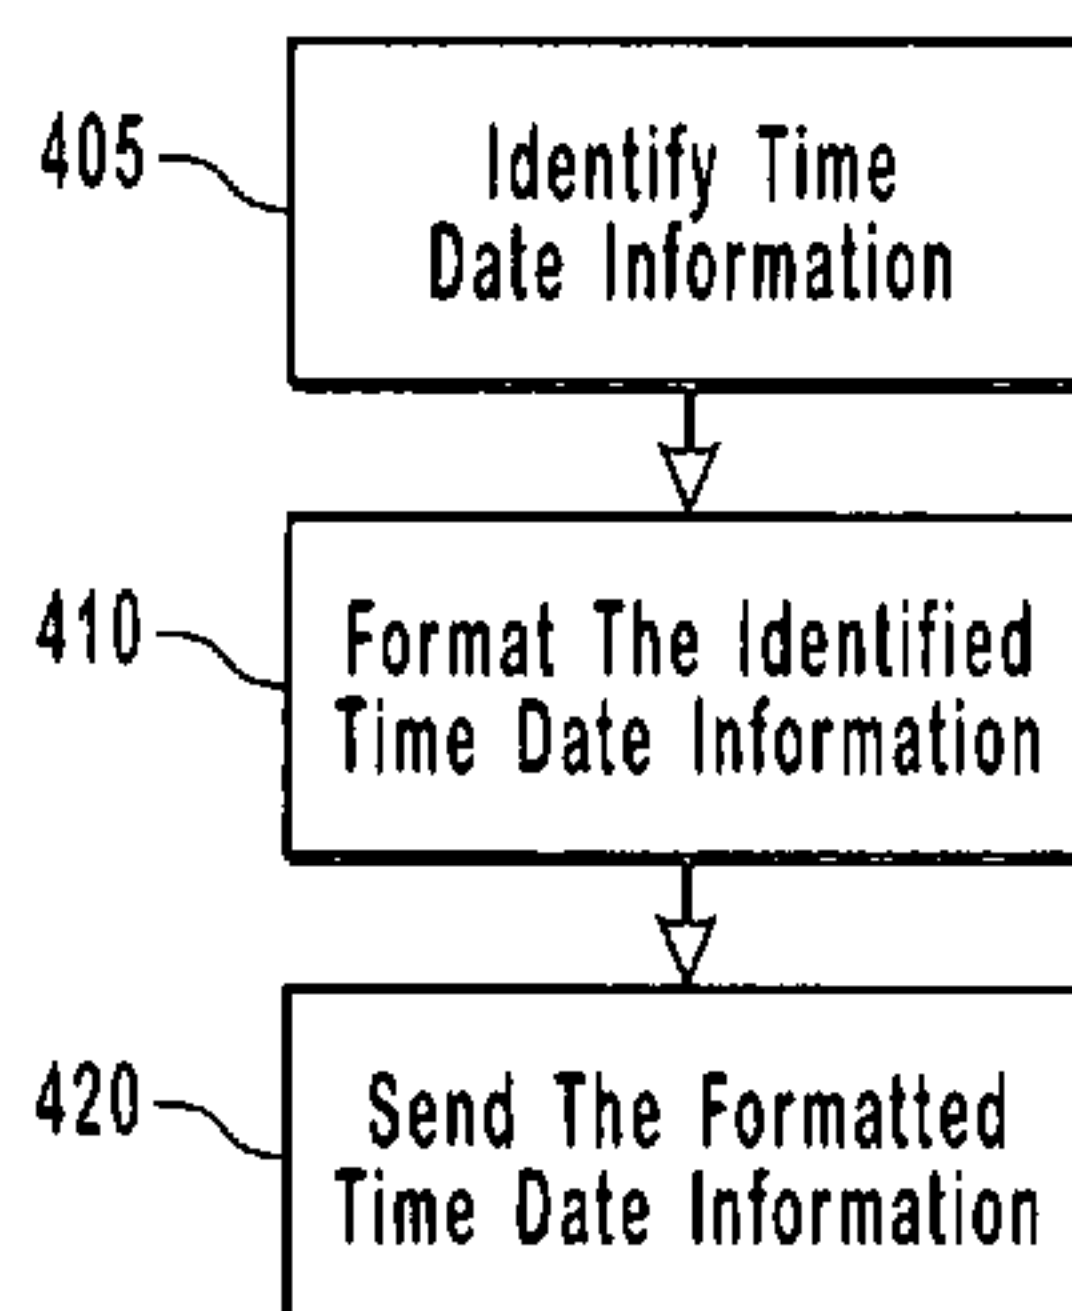 405
Identify Time
Date Information
410
Format The Identified
Time Date Information
420
Send The Formatted
Time Date Information